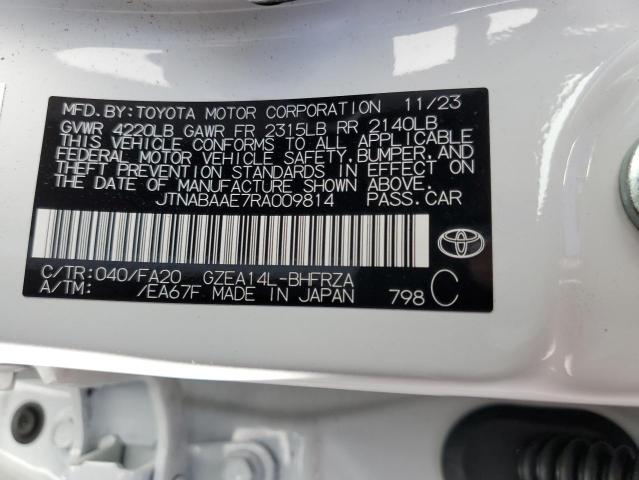 MFD.BY:TOYOTA MOTOR CORPORATION 11/23
GVWR 4220LB GAWR FR 2315LB RR 2140LB
THIS VEHICLE CONFORMS TO ALL APPLICABLE
FEDERAL MOTOR VEHICLE SAFETY,BUMPER,AND
THEFT PREVENTION STANDARDS IN EFFECT ON
THE DATE OF MANUFACTURE SHOWN ABOVE.
JTNABAAE7RA009814 PASS.CAR
C/TR:040/FA20 GZEA14L-BHFRZA
A/TM: /EA67F MADE IN JAPAN 798 C